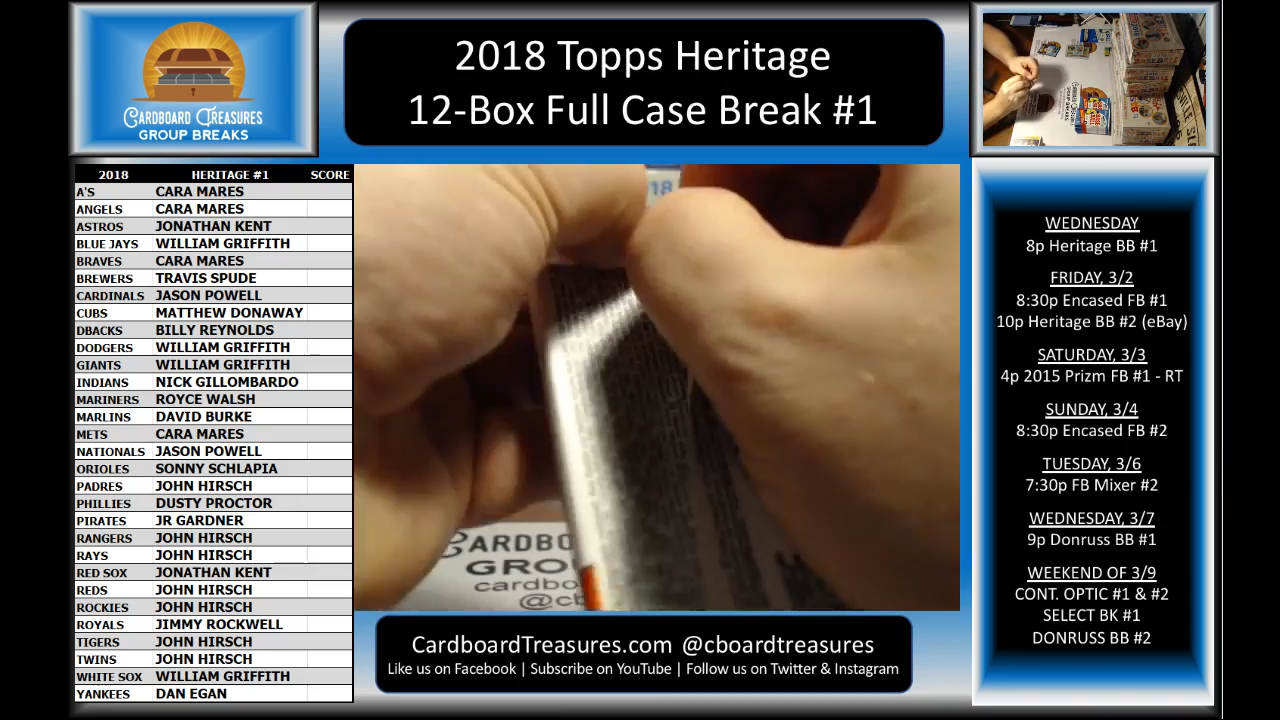 CARDBOARD TREASURES
GROUP BREAKS
2018 Topps Heritage
12-Box Full Case Break #1
2018 HERITAGE #1 SCORE
A'S CARA MARES
ANGELS CARA MARES
ASTROS JONATHAN KENT
BLUE JAYS WILLIAM GRIFFITH
BRAVES CARA MARES
BREWERS TRAVIS SPUDE
CARDINALS JASON POWELL
CUBS MATTHEW DONAWAY
DBACKS BILLY REYNOLDS
DODGERS WILLIAM GRIFFITH
GIANTS WILLIAM GRIFFITH
INDIANS NICK GILLOMBARDO
MARINERS ROYCE WALSH
MARLINS DAVID BURKE
METS CARA MARES
NATIONALS JASON POWELL
ORIOLES SONNY SCHLAPIA
PADRES JOHN HIRSCH
PHILLIES DUSTY PROCTOR
PIRATES JR GARDNER
RANGERS JOHN HIRSCH
RAYS JOHN HIRSCH
RED SOX JONATHAN KENT
REDS JOHN HIRSCH
ROCKIES JOHN HIRSCH
ROYALS JIMMY ROCKWELL
TIGERS JOHN HIRSCH
TWINS JOHN HIRSCH
WHITE SOX WILLIAM GRIFFITH
YANKEES DAN EGAN
18
CARDBO
GRO
cardbo
@cb
CardboardTreasures.com @cboardtreasures
Like us on Facebook | Subscribe on YouTube | Follow us on Twitter & Instagram
WEDNESDAY
8p Heritage BB #1
FRIDAY, 3/2
8:30p Encased FB #1
10p Heritage BB #2 (eBay)
SATURDAY, 3/3
4p 2015 Prizm FB #1 - RT
SUNDAY, 3/4
8:30p Encased FB #2
TUESDAY, 3/6
7:30p FB Mixer #2
WEDNESDAY, 3/7
9p Donruss BB #1
WEEKEND OF 3/9
CONT. OPTIC #1 & #2
SELECT BK #1
DONRUSS BB #2